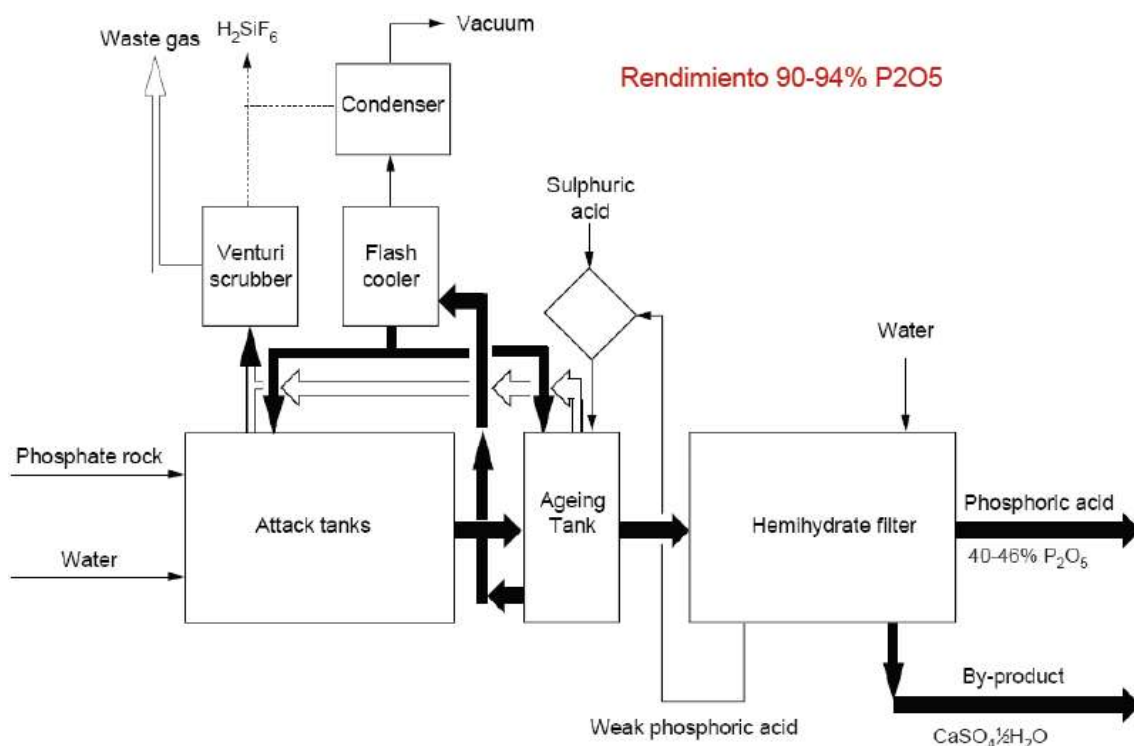 Waste gas
H₂SiF₆
Vacuum
Rendimiento 90-94% P2O5
Condenser
Sulphuric
acid
Venturi
scrubber
Flash
cooler
Water
Phosphate rock
Attack tanks
Ageing
Tank
Hemihydrate filter
Phosphoric acid
40-46% P₂O₅
Water
By-product
Weak phosphoric acid
CaSO₄½H₂O